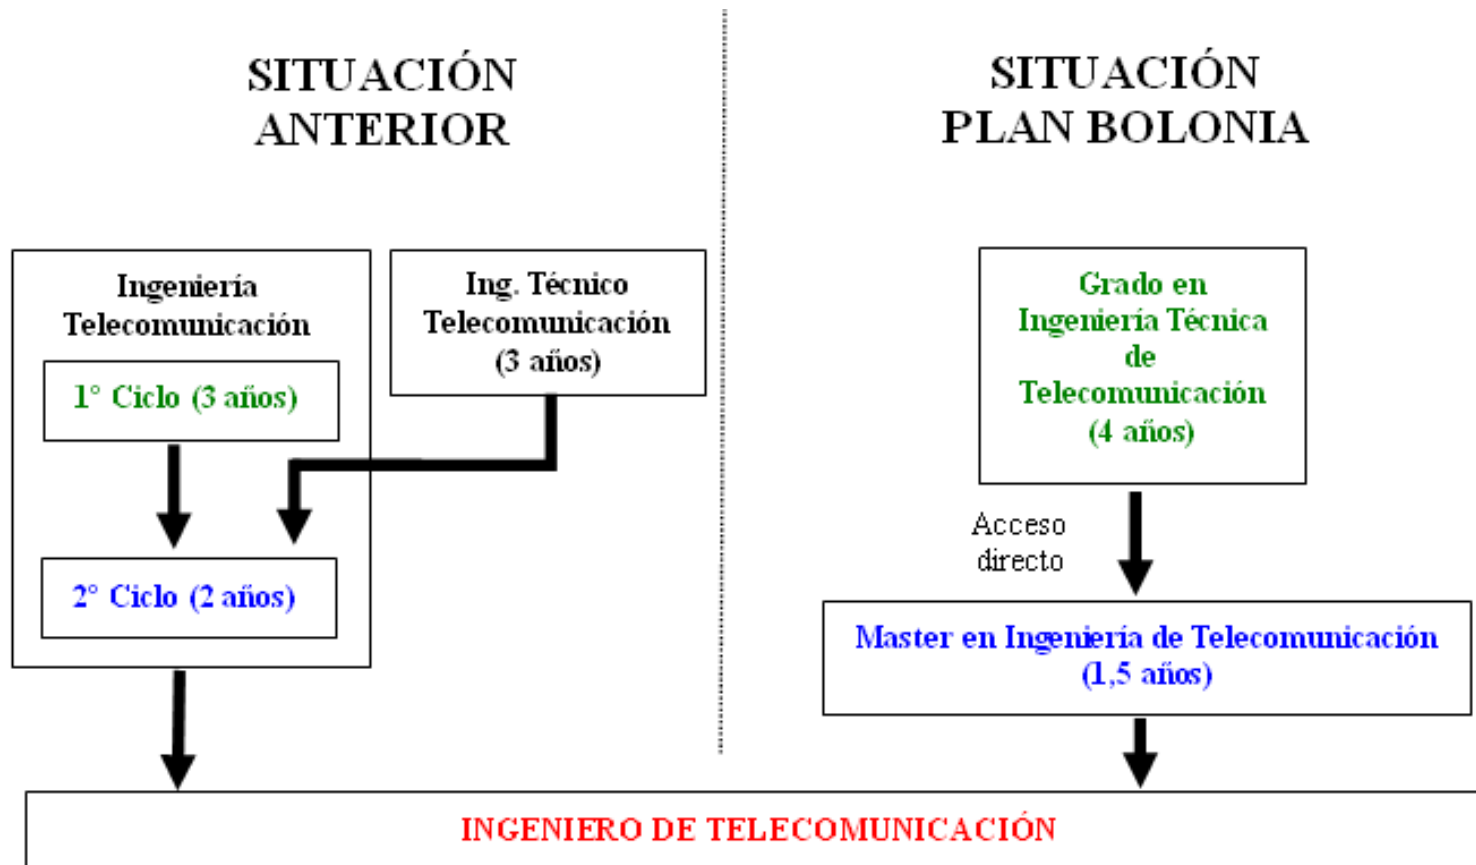 SITUACIÓN
ANTERIOR
Ingeniería
Telecomunicación
1° Ciclo (3 años)
2° Ciclo (2 años)
Ing. Técnico
Telecomunicación
(3 años)
SITUACIÓN
PLAN BOLONIA
Grado en
Ingeniería Técnica
de
Telecomunicación
(4 años)
Acceso
directo
Master en Ingeniería de Telecomunicación
(1,5 años)
INGENIERO DE TELECOMUNICACIÓN